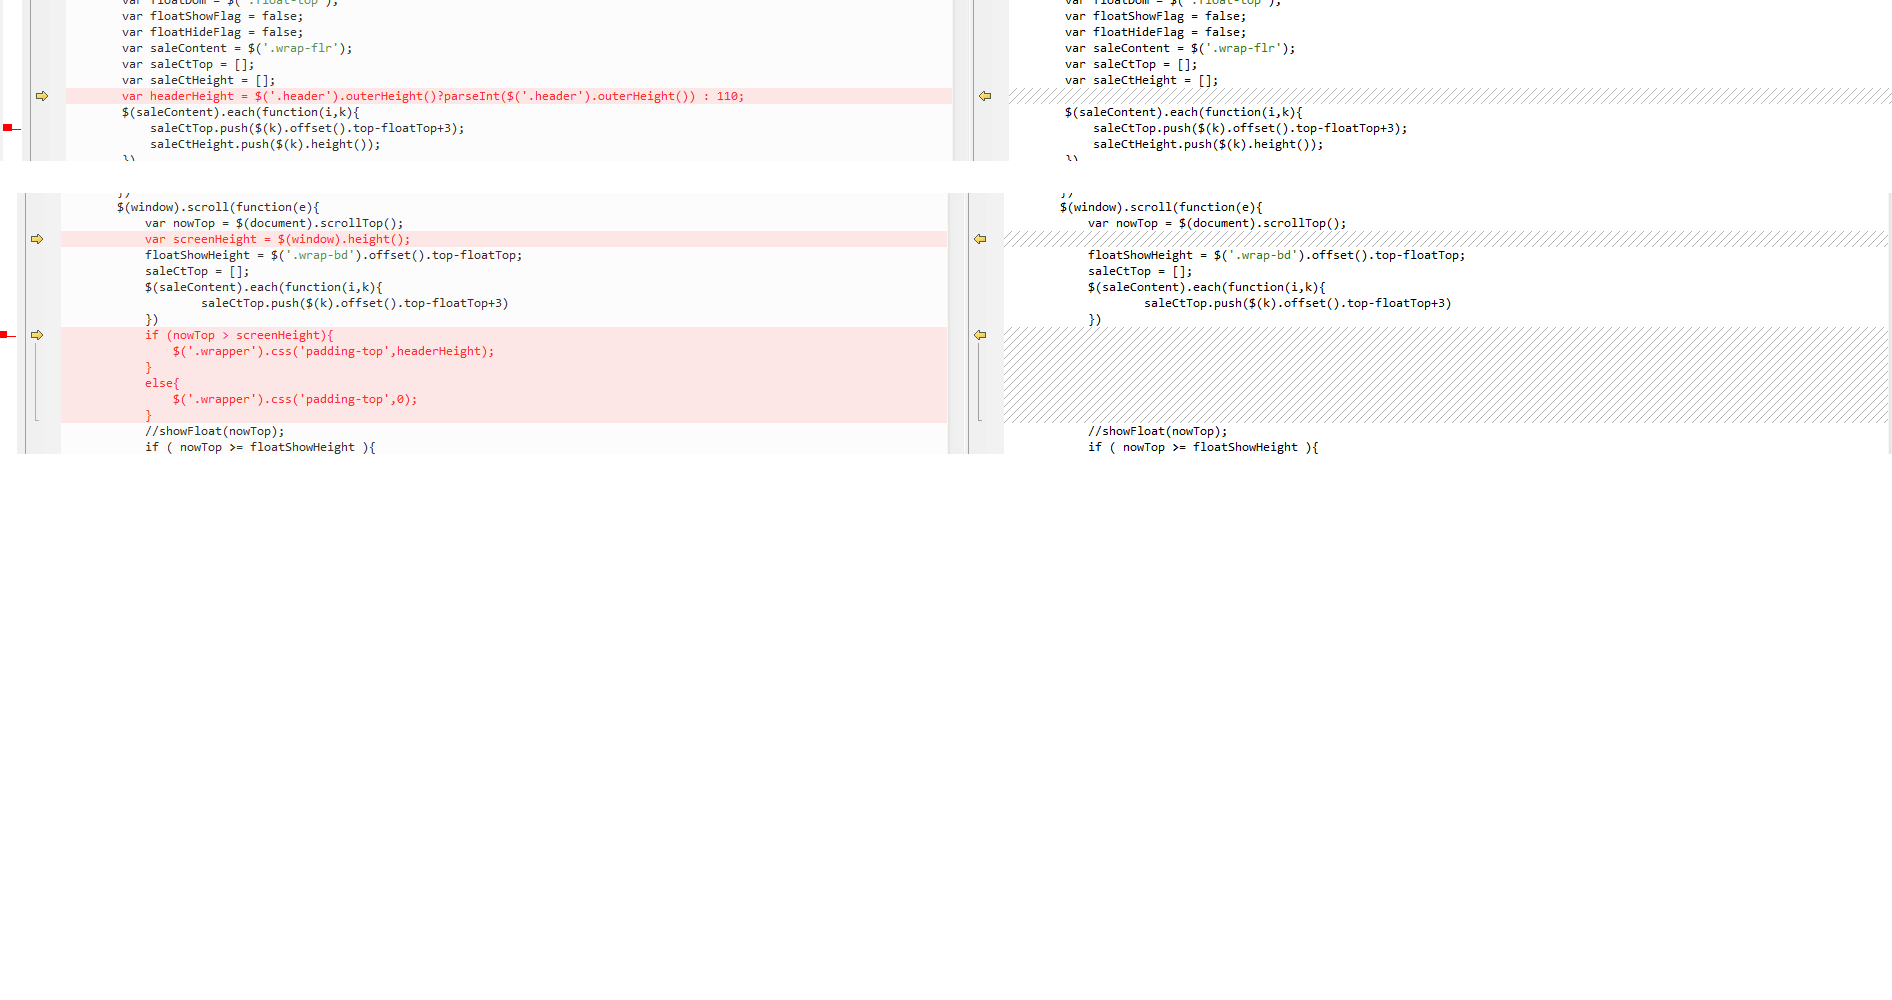 var floatDom = $('.float-top');
var floatShowFlag = false;
var floatHideFlag = false;
var saleContent = $('.wrap-flr');
var saleCtTop = [];
var saleCtHeight = [];
var headerHeight = $('.header').outerHeight()?parseInt($('.header').outerHeight()) : 110;
$(saleContent).each(function(i,k){
saleCtTop.push($(k).offset().top-floatTop+3);
saleCtHeight.push($(k).height());
})
})
$(window).scroll(function(e){
var nowTop = $(document).scrollTop();
var screenHeight = $(window).height();
floatShowHeight = $('.wrap-bd').offset().top-floatTop;
saleCtTop = [];
$(saleContent).each(function(i,k){
saleCtTop.push($(k).offset().top-floatTop+3)
})
if (nowTop > screenHeight){
$('.wrapper').css('padding-top',headerHeight);
}
else{
$('.wrapper').css('padding-top',0);
}
//showFloat(nowTop);
if ( nowTop >= floatShowHeight ){
var floatDom = $('.float-top');
var floatShowFlag = false;
var floatHideFlag = false;
var saleContent = $('.wrap-flr');
var saleCtTop = [];
var saleCtHeight = [];
$(saleContent).each(function(i,k){
saleCtTop.push($(k).offset().top-floatTop+3);
saleCtHeight.push($(k).height());
})
})
$(window).scroll(function(e){
var nowTop = $(document).scrollTop();
floatShowHeight = $('.wrap-bd').offset().top-floatTop;
saleCtTop = [];
$(saleContent).each(function(i,k){
saleCtTop.push($(k).offset().top-floatTop+3)
})
//showFloat(nowTop);
if ( nowTop >= floatShowHeight ){